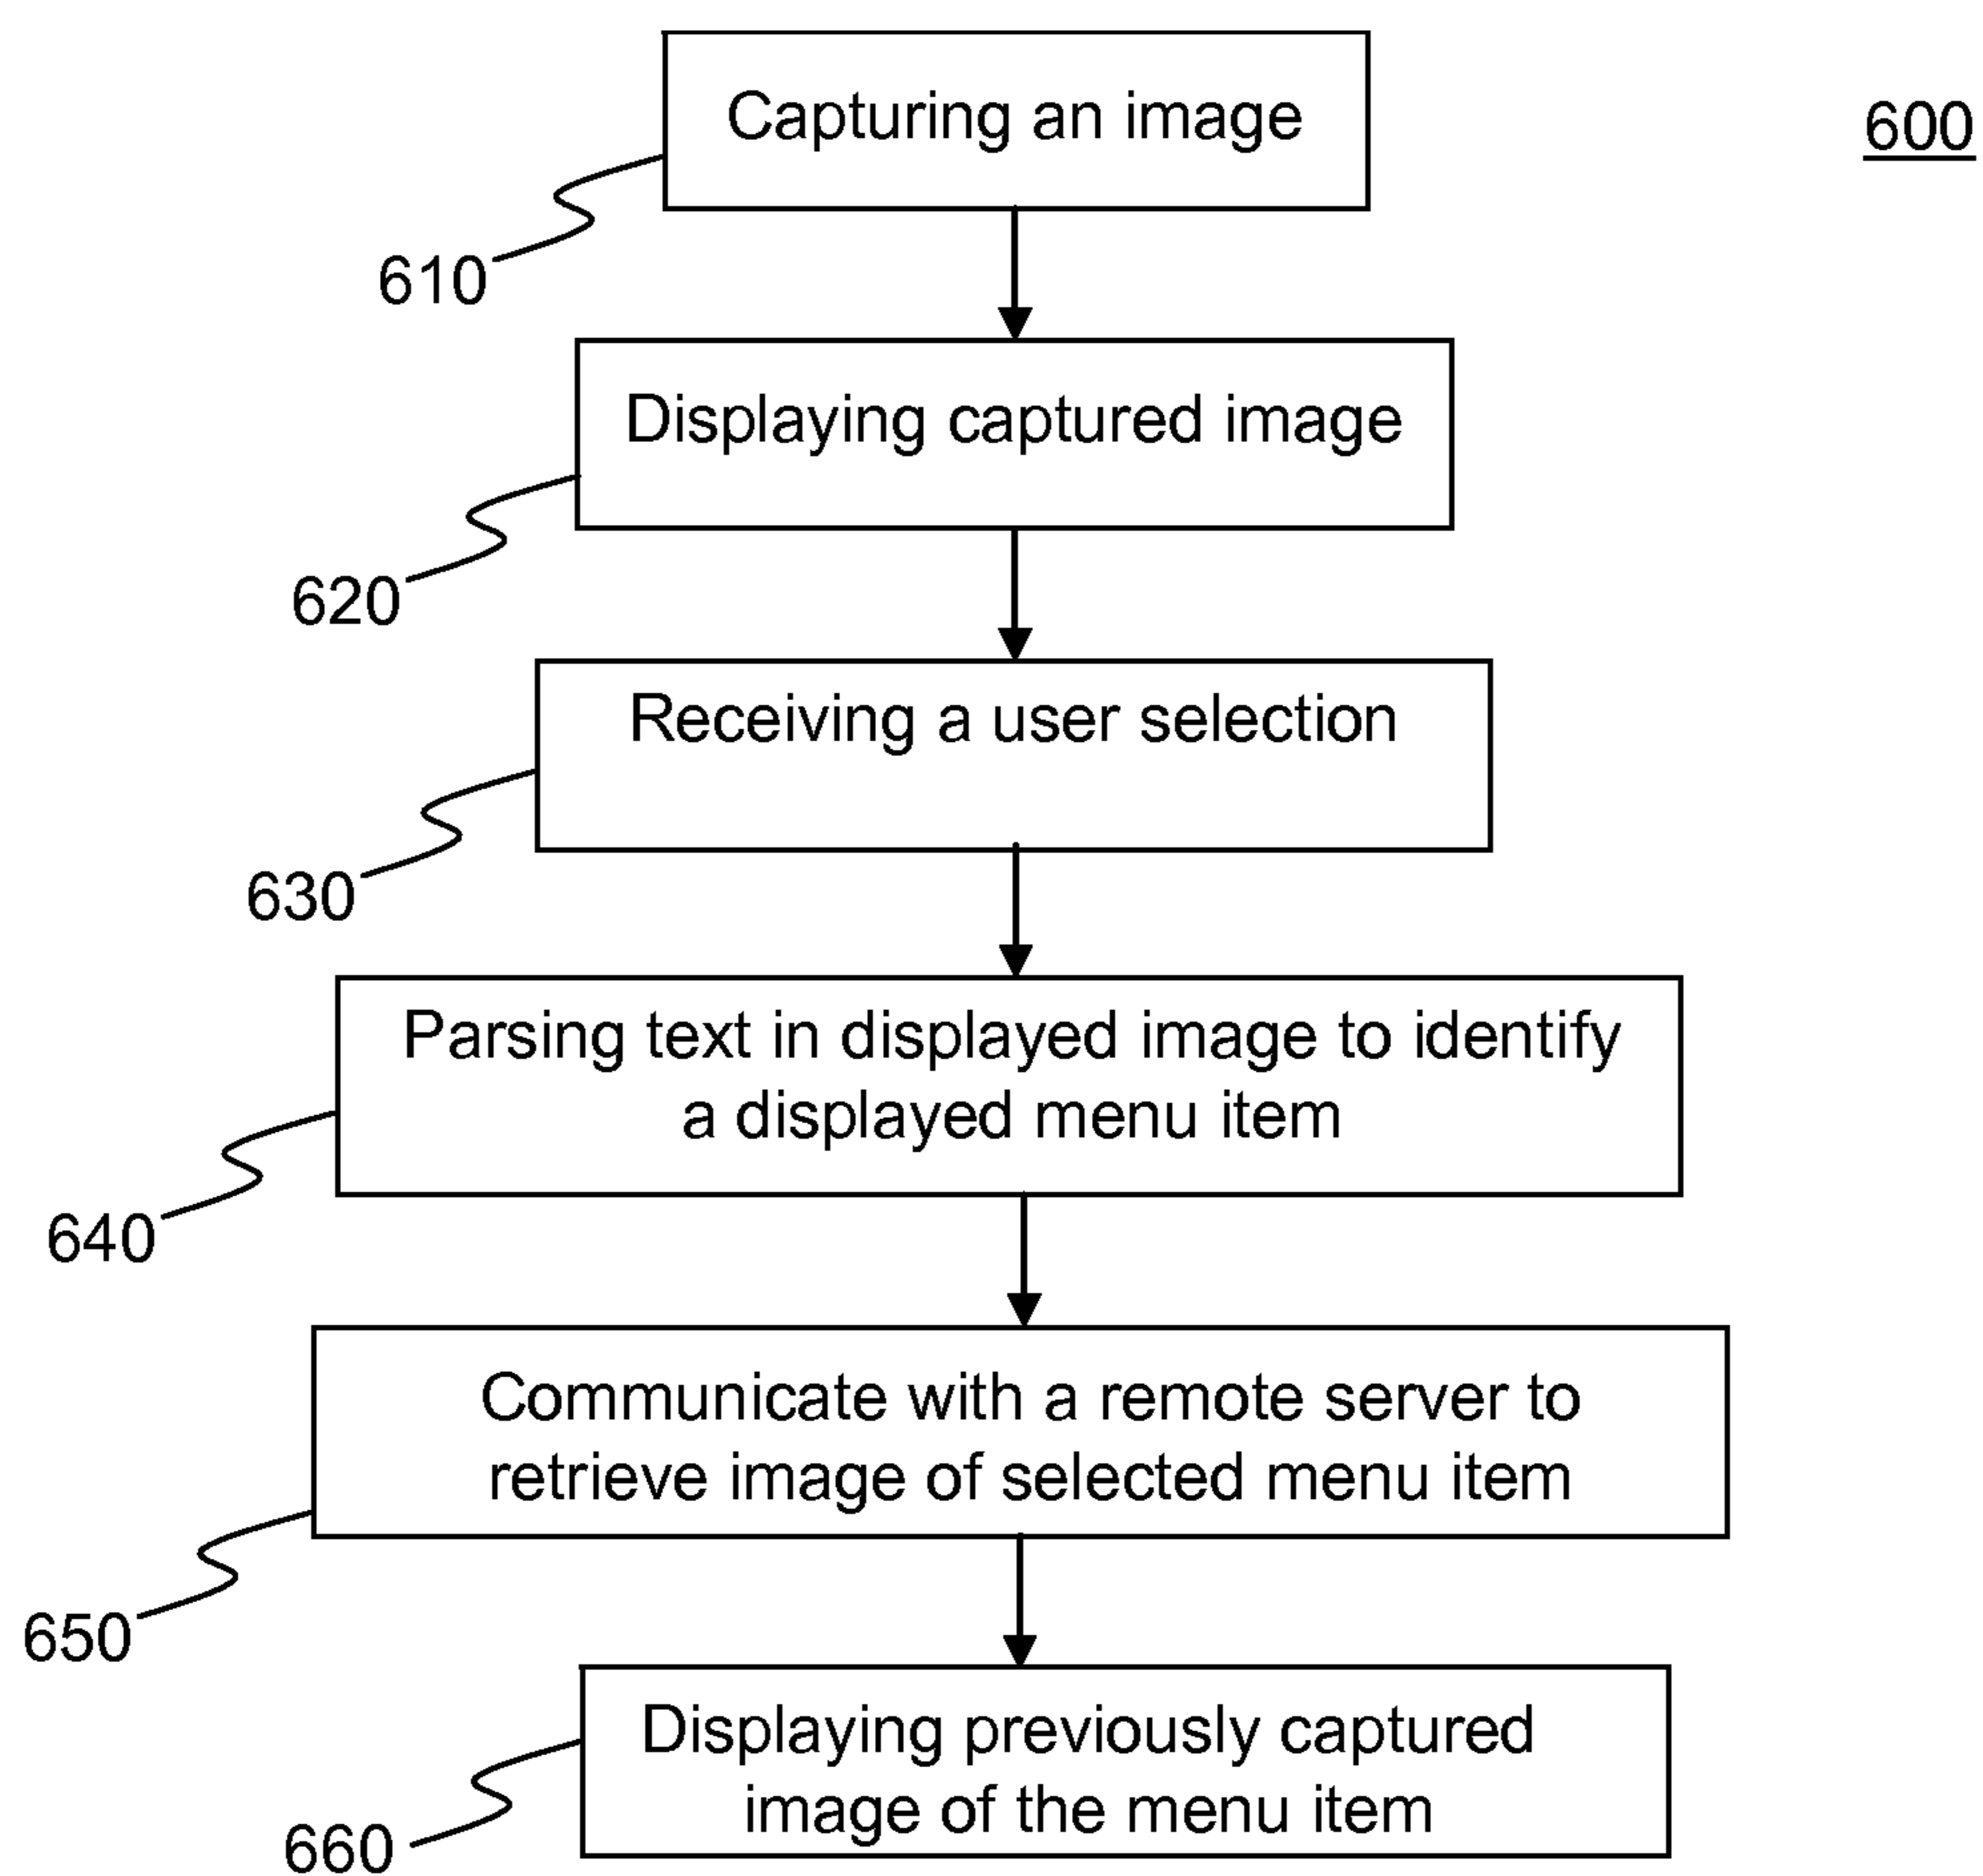 Capturing an image
600
610
Displaying captured image
620
Receiving a user selection
630
Parsing text in displayed image to identify
a displayed menu item
640
Communicate with a remote server to
retrieve image of selected menu item
650
Displaying previously captured
image of the menu item
660